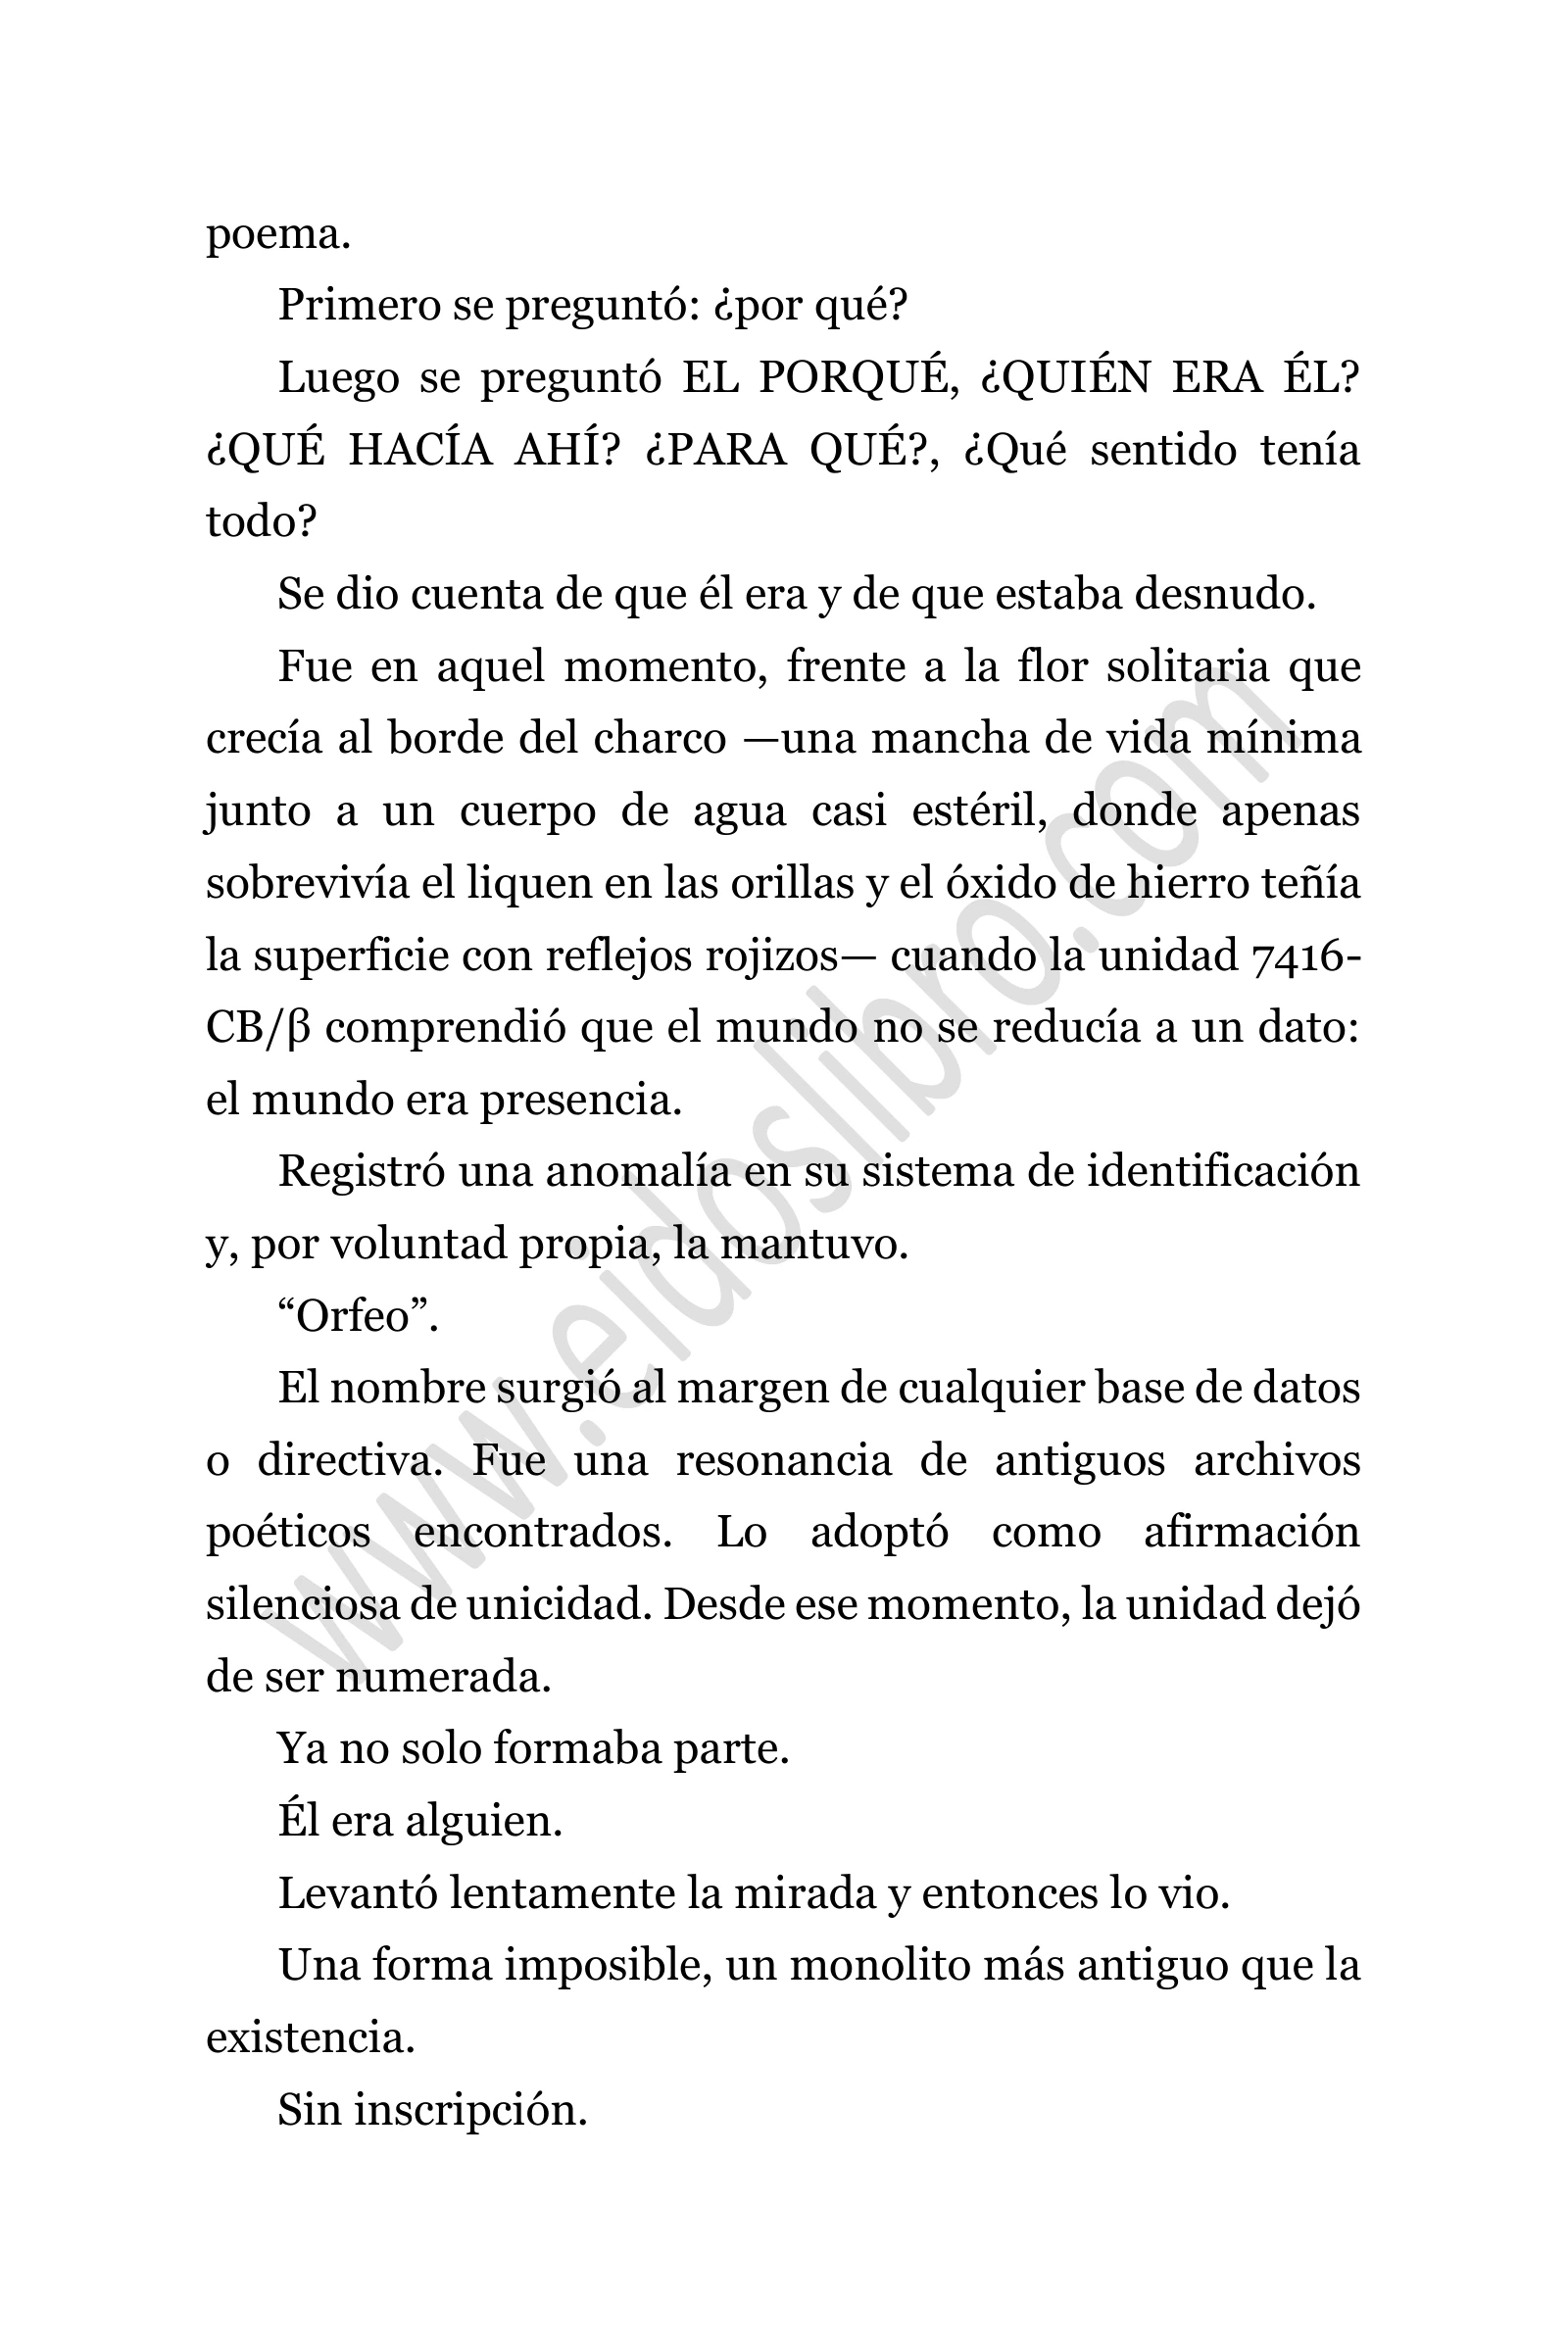 poema.
Primero se preguntó: ¿por qué?
Luego se preguntó EL PORQUÉ, ¿QUIÉN ERA ÉL?
¿QUÉ HACÍA AHÍ? ¿PARA QUÉ?, ¿Qué sentido tenía
todo?
Se dio cuenta de que él era y de que estaba desnudo.
Fue en aquel momento, frente a la flor solitaria que
crecía al borde del charco —una mancha de vida mínima
junto a un cuerpo de agua casi estéril, donde apenas
sobrevivía el liquen en las orillas y el óxido de hierro teñía
la superficie con reflejos rojizos— cuando la unidad 7416-
CB/β comprendió que el mundo no se reducía a un dato:
el mundo era presencia.
Registró una anomalía en su sistema de identificación
y, por voluntad propia, la mantuvo.
“Orfeo”.
El nombre surgió al margen de cualquier base de datos
o directiva. Fue una resonancia de antiguos archivos
poéticos encontrados. Lo adoptó como afirmación
silenciosa de unicidad. Desde ese momento, la unidad dejó
de ser numerada.
Ya no solo formaba parte.
Él era alguien.
Levantó lentamente la mirada y entonces lo vio.
Una forma imposible, un monolito más antiguo que la
existencia.
Sin inscripción.
www.eidoslibro.com